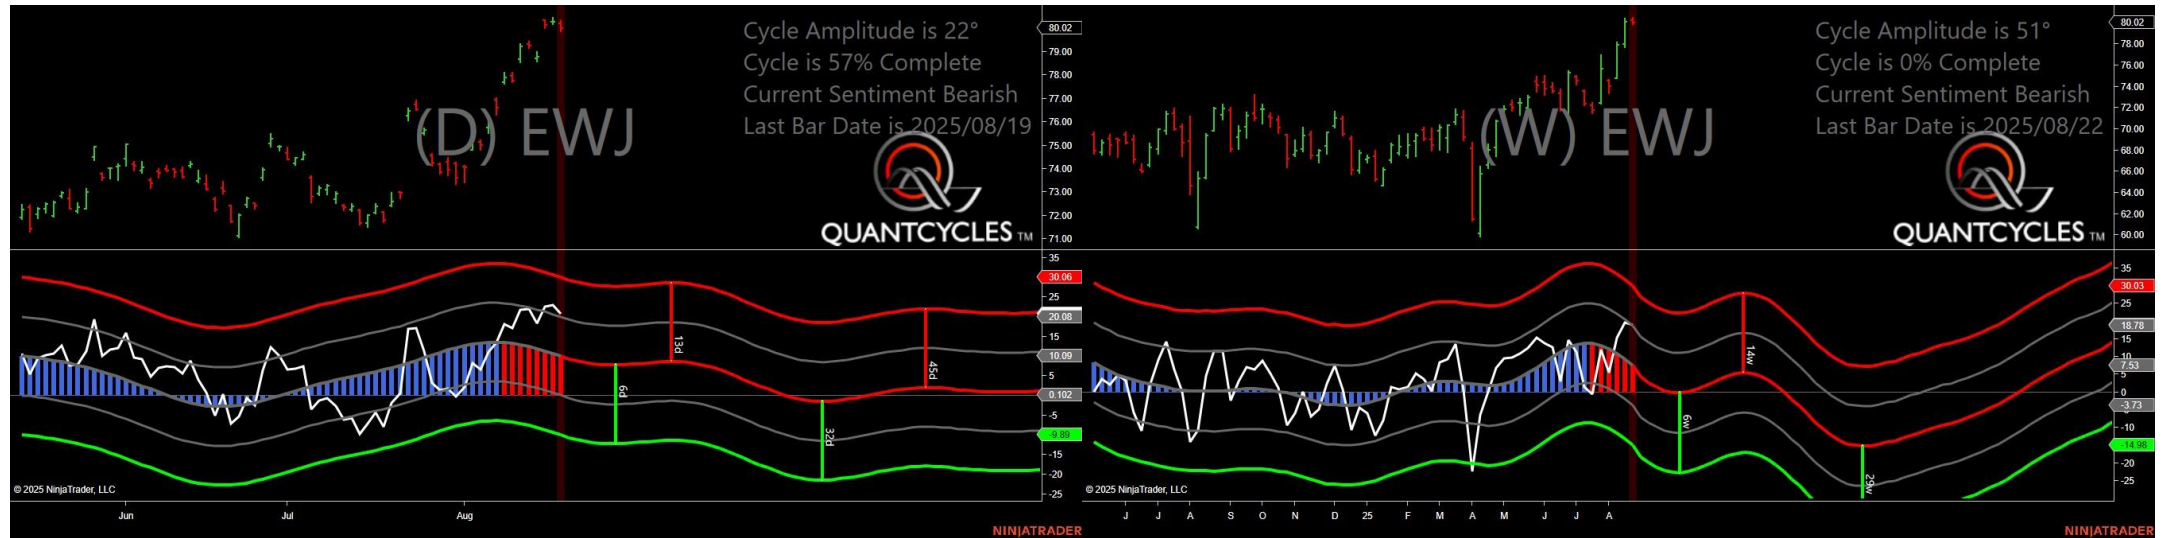 Cycle Amplitude is 22°
Cycle is 57% Complete
Current Sentiment Bearish
Last Bar Date is 2025/08/19
(D) EWJ
QUANTCYCLES TM
80.02
79.00
78.00
77.00
76.00
75.00
74.00
73.00
72.00
71.00
35
30.06
25
20.08
15
10.09
5
0.102
-5
-9.89
-15
-20
-25
6d
13d
32d
45d
© 2025 NinjaTrader, LLC
Jun Jul Aug
NINJATRADER
Cycle Amplitude is 51°
Cycle is 0% Complete
Current Sentiment Bearish
Last Bar Date is 2025/08/22
(W) EWJ
QUANTCYCLES TM
80.02
78.00
76.00
74.00
72.00
70.00
68.00
66.00
64.00
62.00
60.00
35
30.03
25
18.78
15
10
7.53
5
0
-3.73
-10
-14.98
-20
-25
6w
14w
29w
© 2025 NinjaTrader, LLC
J J A S O N D 25 F M A M J J A
NINJATRADER